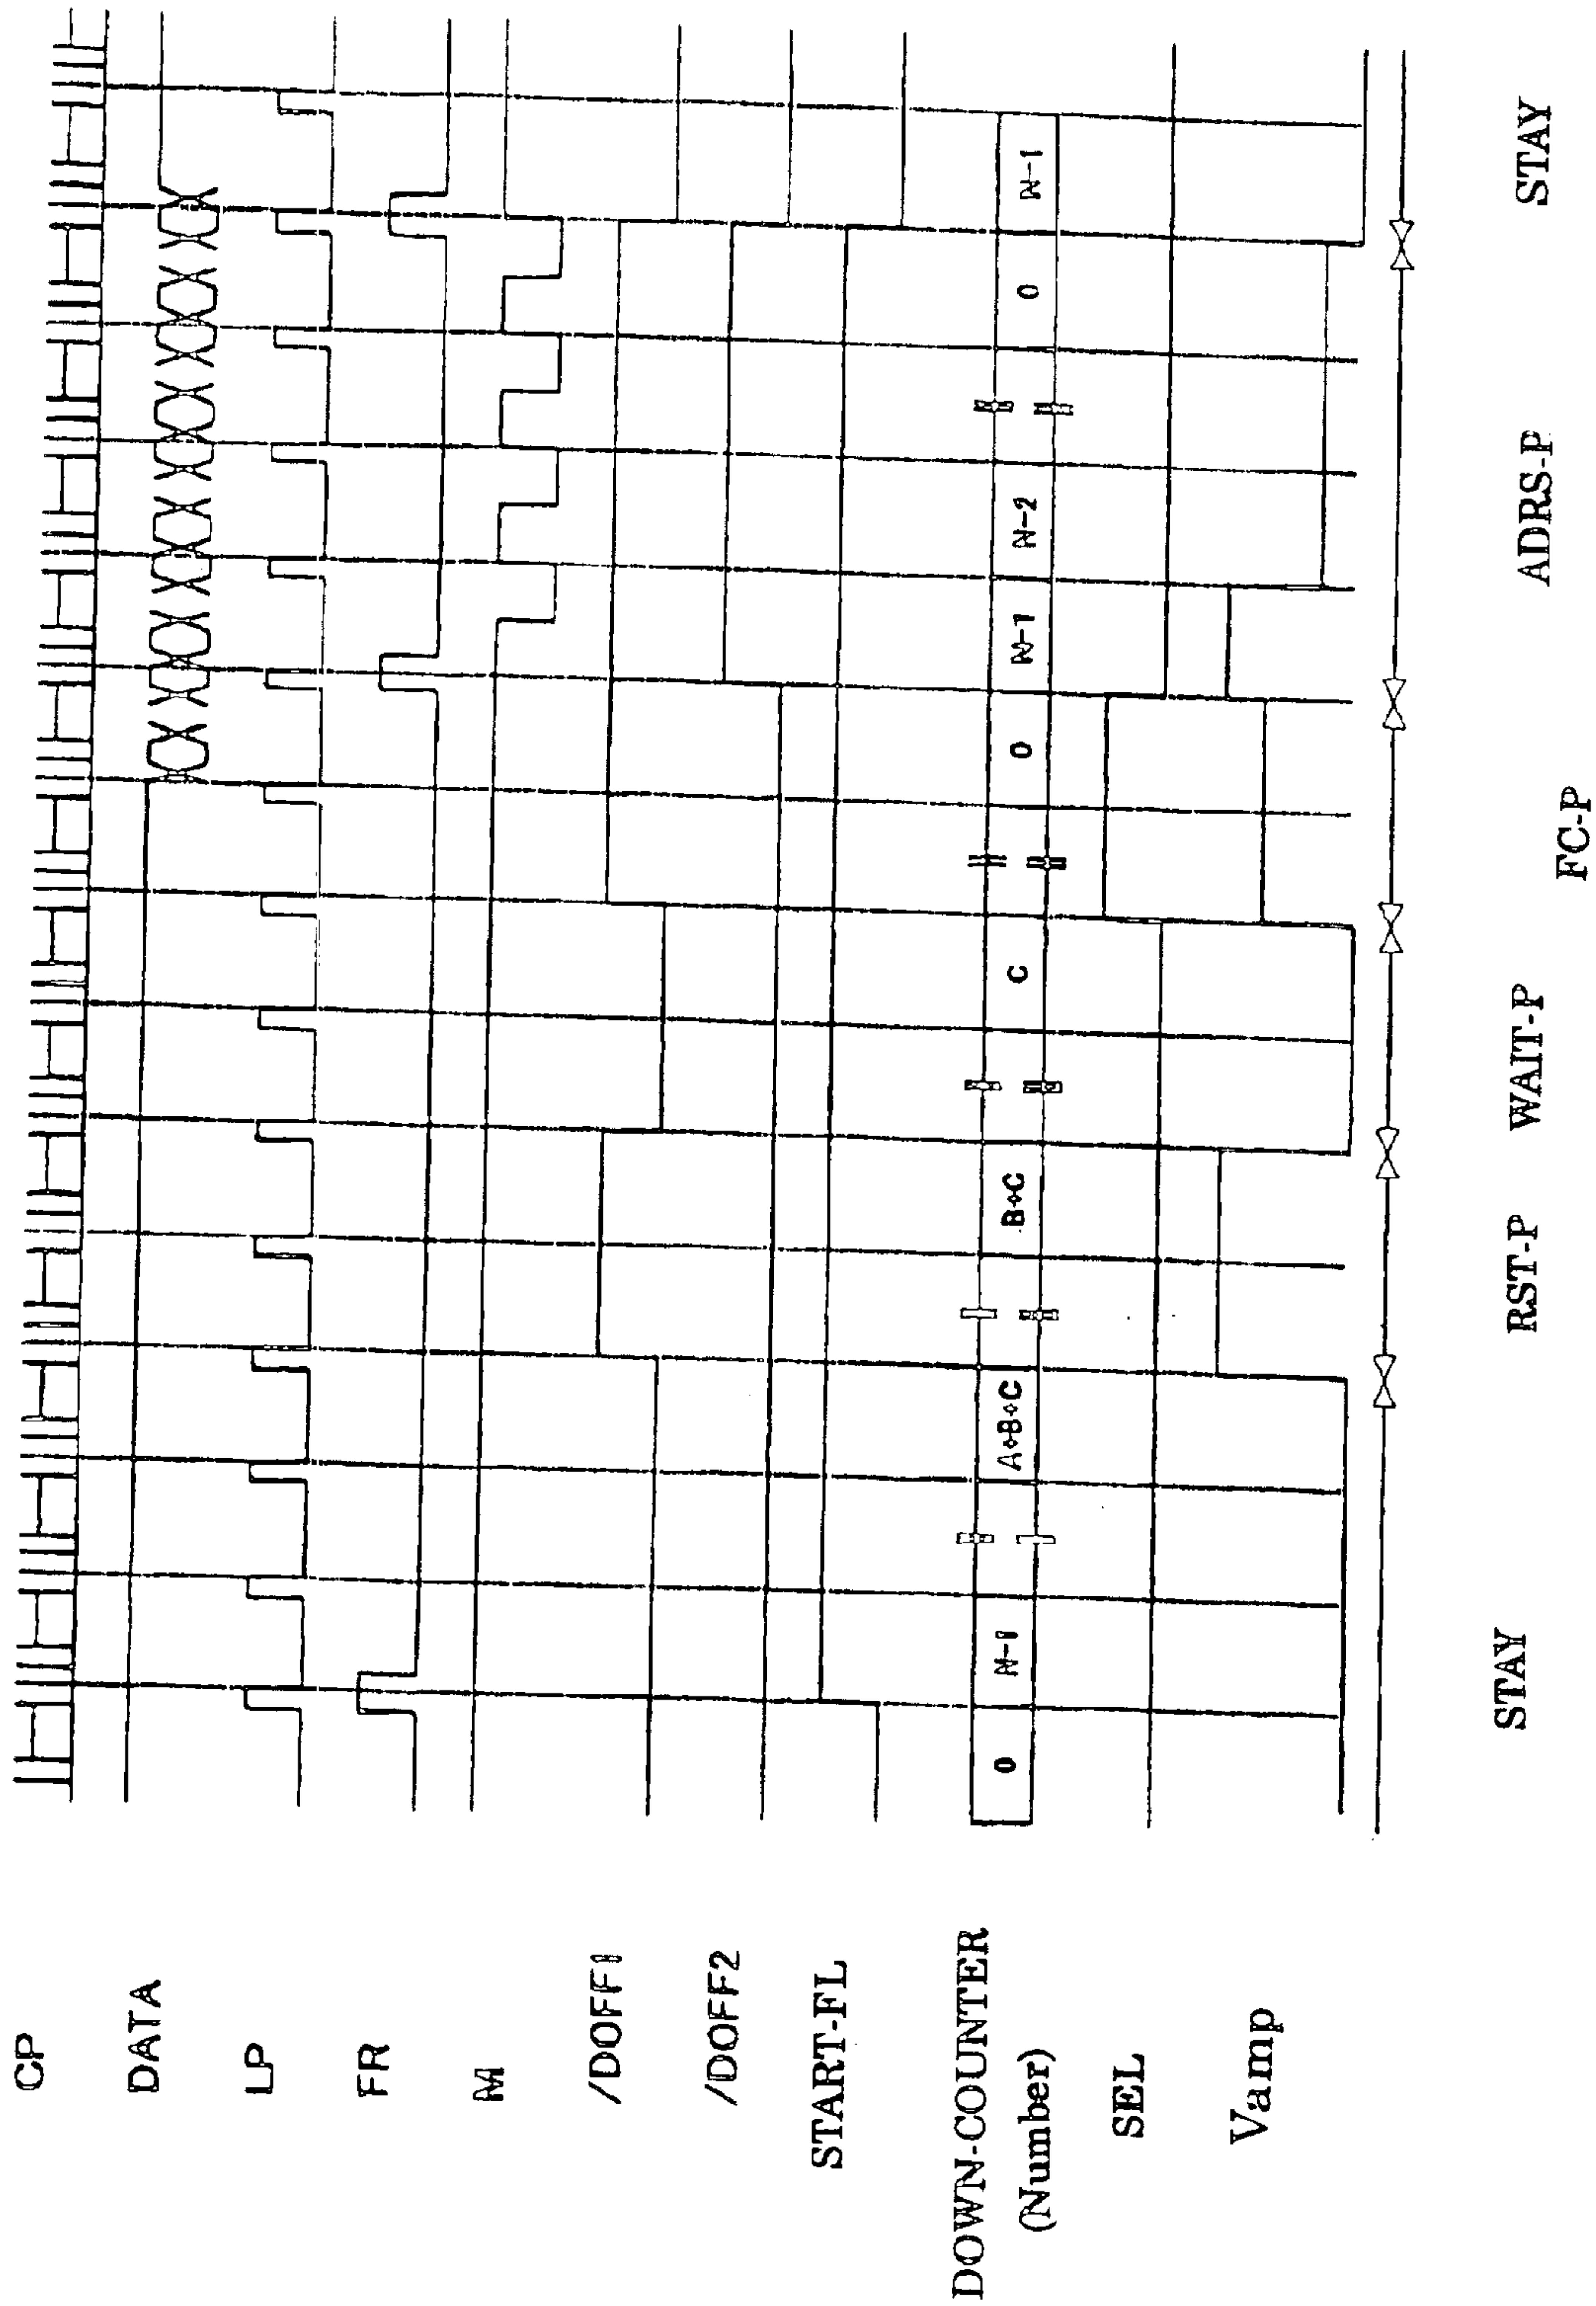 CP
DATA
LP
FR
M
/DOFF1
/DOFF2
START-FL
DOWN-COUNTER
(Number)
0 N-1 A+B+C B+C C 0 N-1 N-2 0 N-1
SEL
Vamp
STAY RST-P WAIT-P FC-P ADRS-P STAY